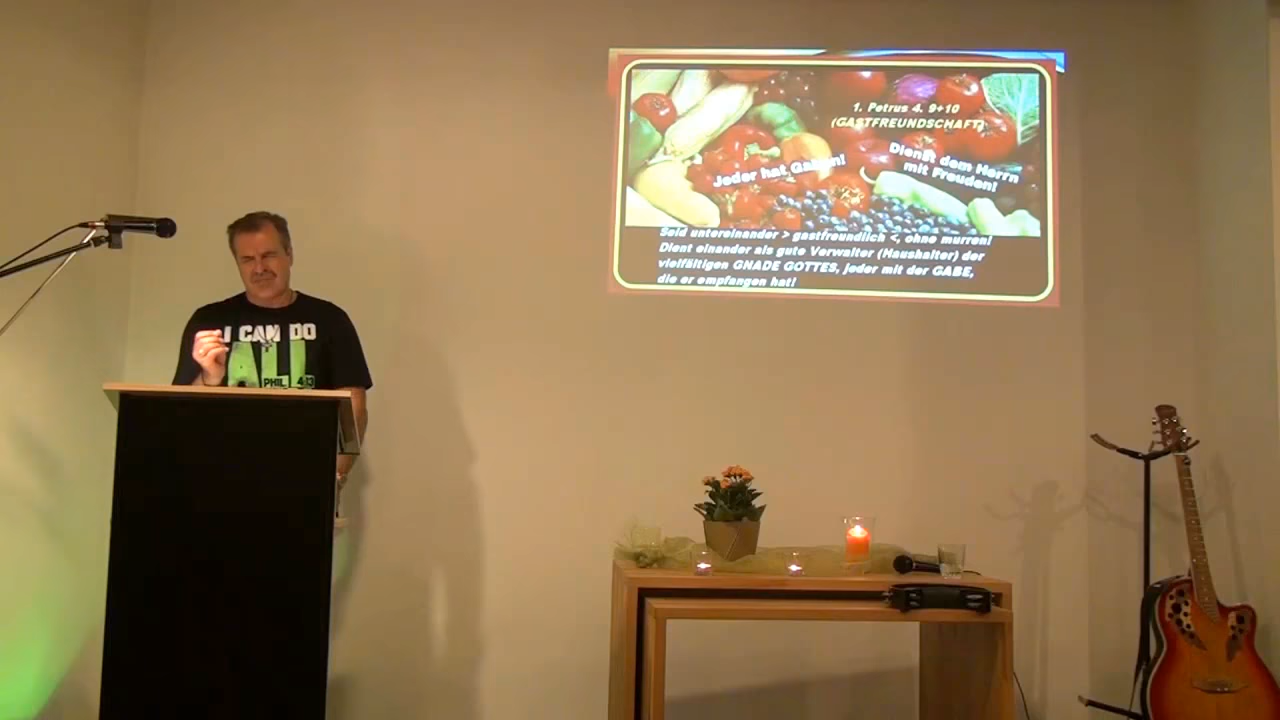 1. Petrus 4. 9+10
(GASTFREUNDSCHAFT)
Jeder hat Gaben!
Dienst dem Herrn
mit Freuden!
Seid untereinander > gastfreundlich <, ohne murren!
Dient einander als gute Verwalter (Haushalter) der
vielfältigen GNADE GOTTES, jeder mit der GABE,
die er empfangen hat!
I CAN DO
ALL
PHIL 4:13